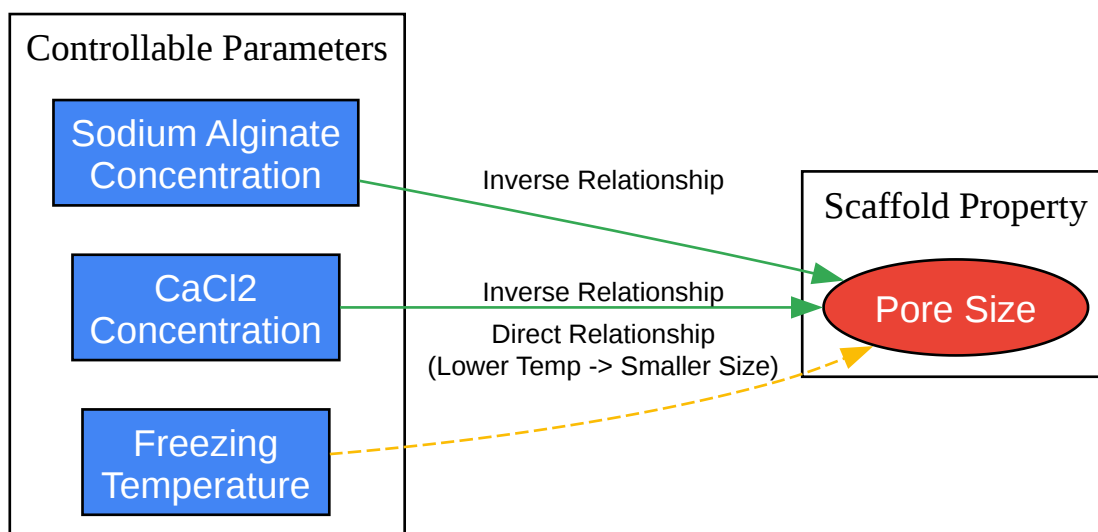 Controllable Parameters
Sodium Alginate
Concentration
CaCl2
Concentration
Freezing
Temperature
Inverse Relationship
Inverse Relationship
Direct Relationship
(Lower Temp -> Smaller Size)
Scaffold Property
Pore Size